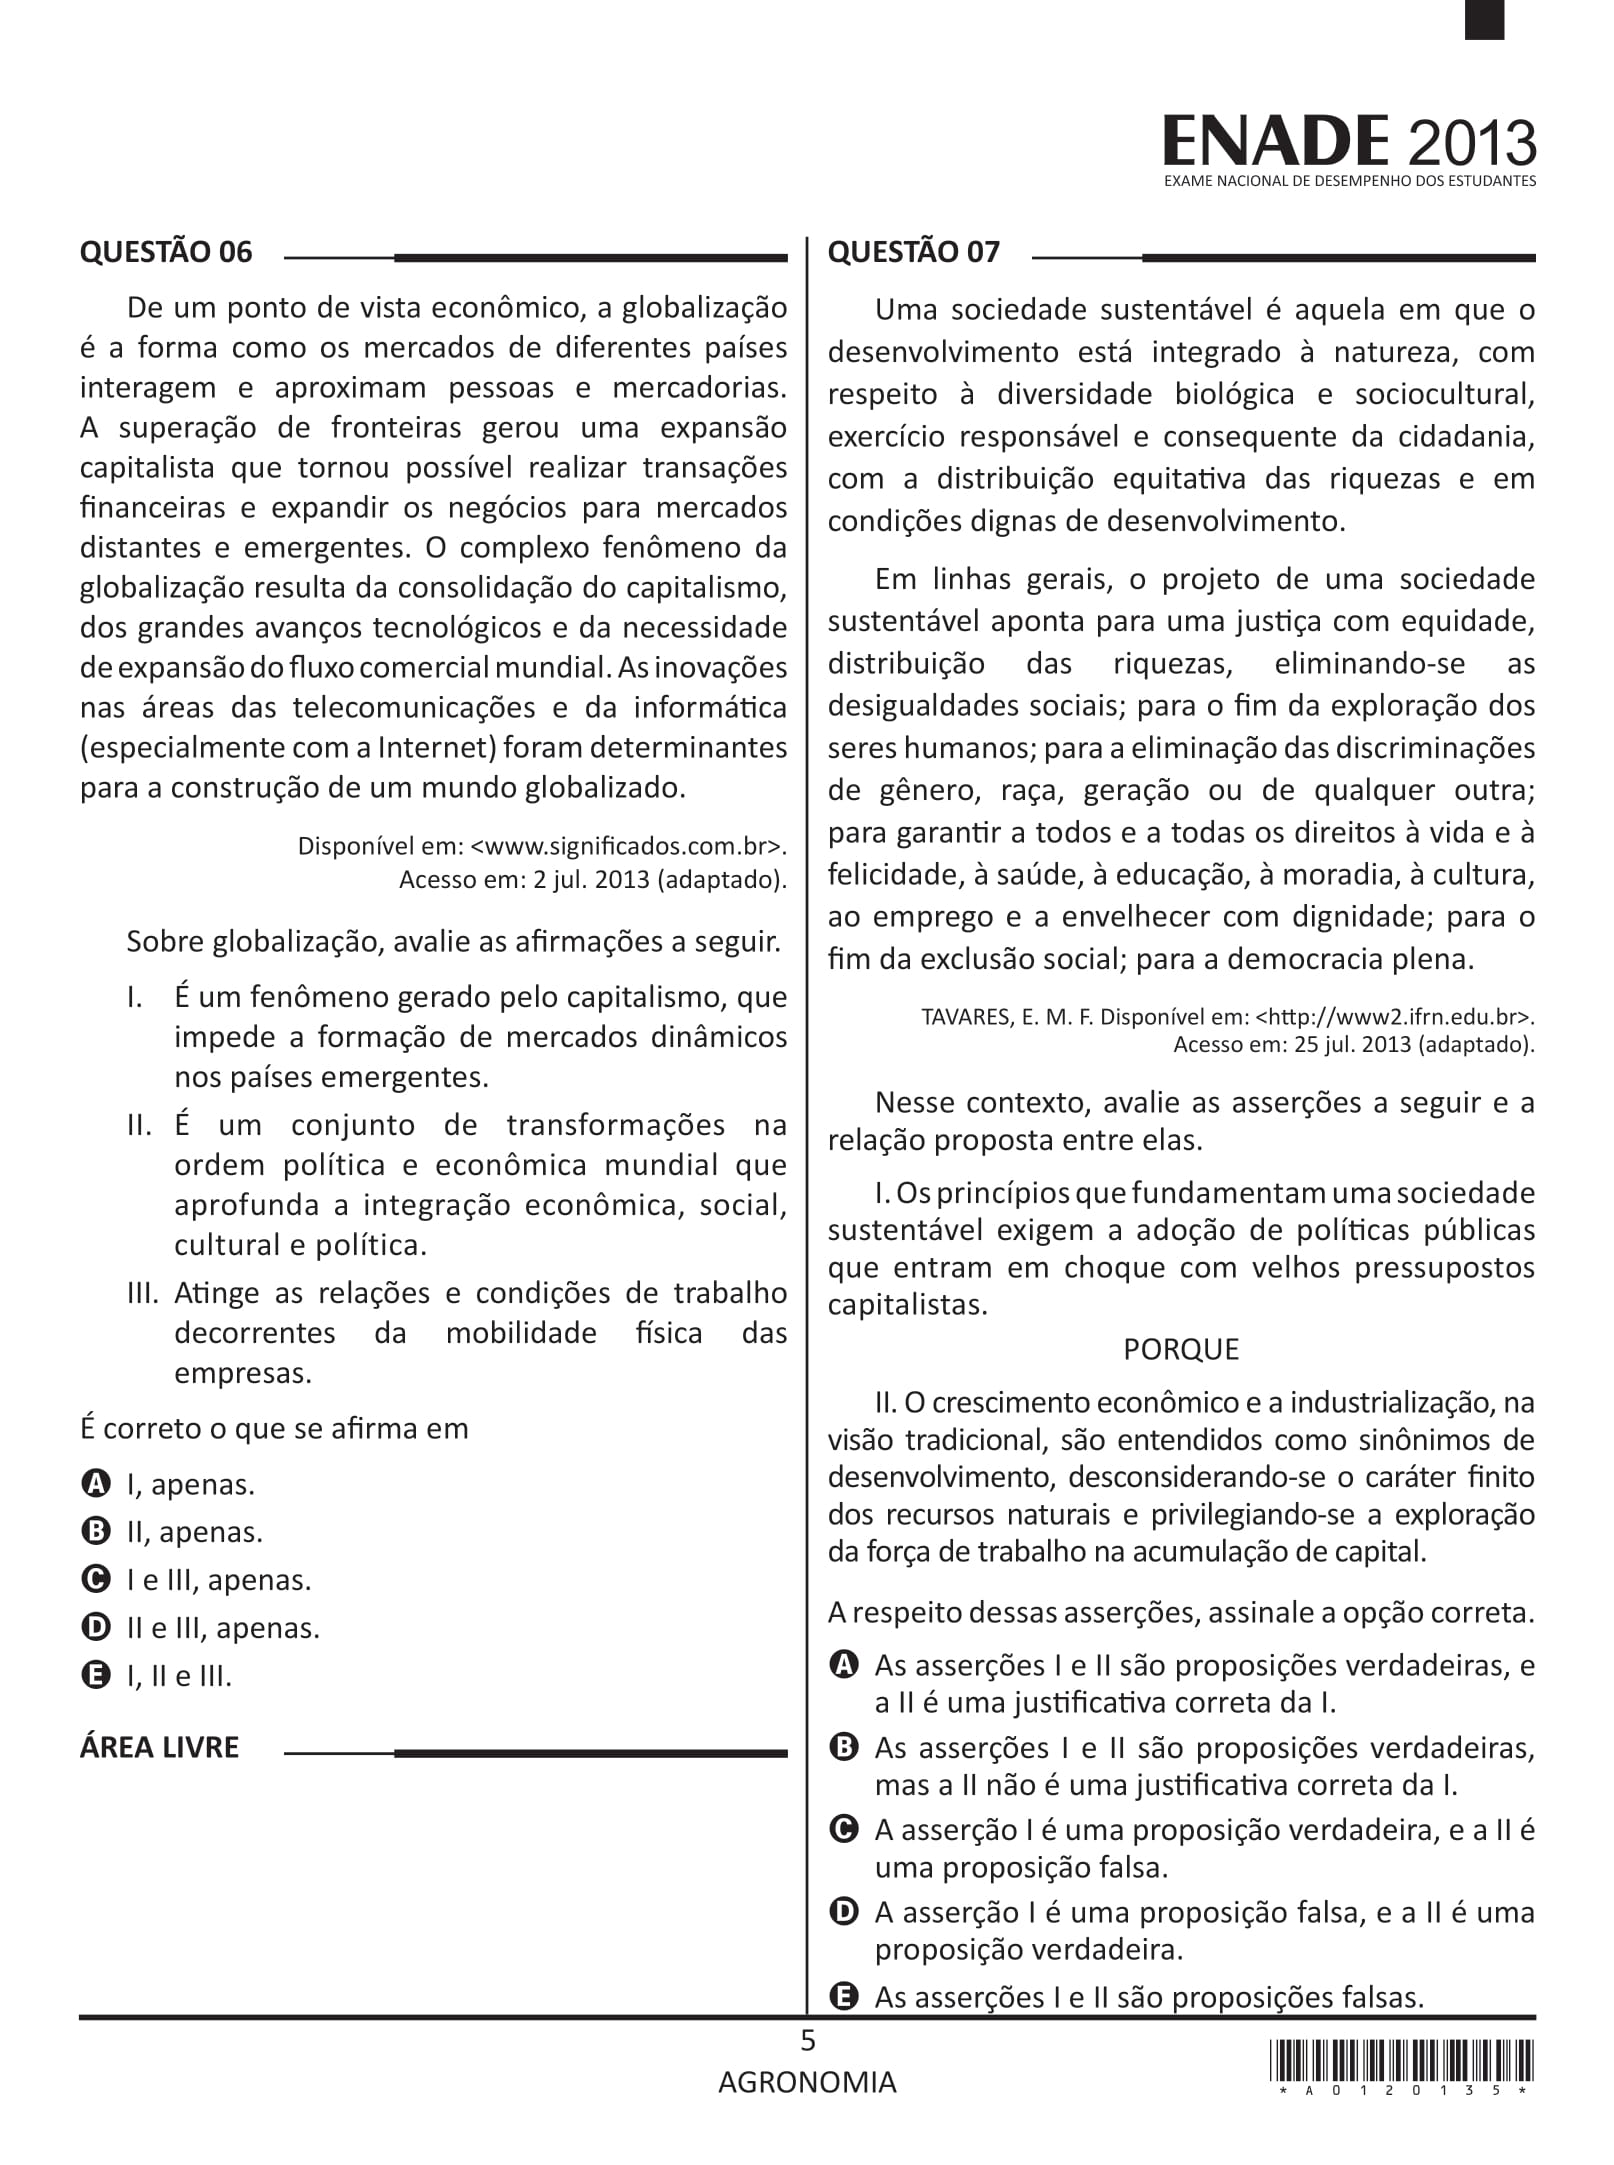 ENADE 2013
EXAME NACIONAL DE DESEMPENHO DOS ESTUDANTES
QUESTÃO 06
De um ponto de vista econômico, a globalização
é a forma como os mercados de diferentes países
interagem e aproximam pessoas e mercadorias.
A superação de fronteiras gerou uma expansão
capitalista que tornou possível realizar transações
financeiras e expandir os negócios para mercados
distantes e emergentes. O complexo fenômeno da
globalização resulta da consolidação do capitalismo,
dos grandes avanços tecnológicos e da necessidade
de expansão do fluxo comercial mundial. As inovações
nas áreas das telecomunicações e da informática
(especialmente com a Internet) foram determinantes
para a construção de um mundo globalizado.
Disponível em: <www.significados.com.br>.
Acesso em: 2 jul. 2013 (adaptado).
Sobre globalização, avalie as afirmações a seguir.
I. É um fenômeno gerado pelo capitalismo, que
impede a formação de mercados dinâmicos
nos países emergentes.
II. É um conjunto de transformações na
ordem política e econômica mundial que
aprofunda a integração econômica, social,
cultural e política.
III. Atinge as relações e condições de trabalho
decorrentes da mobilidade física das
empresas.
É correto o que se afirma em
A I, apenas.
B II, apenas.
C I e III, apenas.
D II e III, apenas.
E I, II e III.
ÁREA LIVRE
QUESTÃO 07
Uma sociedade sustentável é aquela em que o
desenvolvimento está integrado à natureza, com
respeito à diversidade biológica e sociocultural,
exercício responsável e consequente da cidadania,
com a distribuição equitativa das riquezas e em
condições dignas de desenvolvimento.
Em linhas gerais, o projeto de uma sociedade
sustentável aponta para uma justiça com equidade,
distribuição das riquezas, eliminando-se as
desigualdades sociais; para o fim da exploração dos
seres humanos; para a eliminação das discriminações
de gênero, raça, geração ou de qualquer outra;
para garantir a todos e a todas os direitos à vida e à
felicidade, à saúde, à educação, à moradia, à cultura,
ao emprego e a envelhecer com dignidade; para o
fim da exclusão social; para a democracia plena.
TAVARES, E. M. F. Disponível em: <http://www2.ifrn.edu.br>.
Acesso em: 25 jul. 2013 (adaptado).
Nesse contexto, avalie as asserções a seguir e a
relação proposta entre elas.
I. Os princípios que fundamentam uma sociedade
sustentável exigem a adoção de políticas públicas
que entram em choque com velhos pressupostos
capitalistas.
PORQUE
II. O crescimento econômico e a industrialização, na
visão tradicional, são entendidos como sinônimos de
desenvolvimento, desconsiderando-se o caráter finito
dos recursos naturais e privilegiando-se a exploração
da força de trabalho na acumulação de capital.
A respeito dessas asserções, assinale a opção correta.
A As asserções I e II são proposições verdadeiras, e
a II é uma justificativa correta da I.
B As asserções I e II são proposições verdadeiras,
mas a II não é uma justificativa correta da I.
C A asserção I é uma proposição verdadeira, e a II é
uma proposição falsa.
D A asserção I é uma proposição falsa, e a II é uma
proposição verdadeira.
E As asserções I e II são proposições falsas.
5
AGRONOMIA
*A0120135*